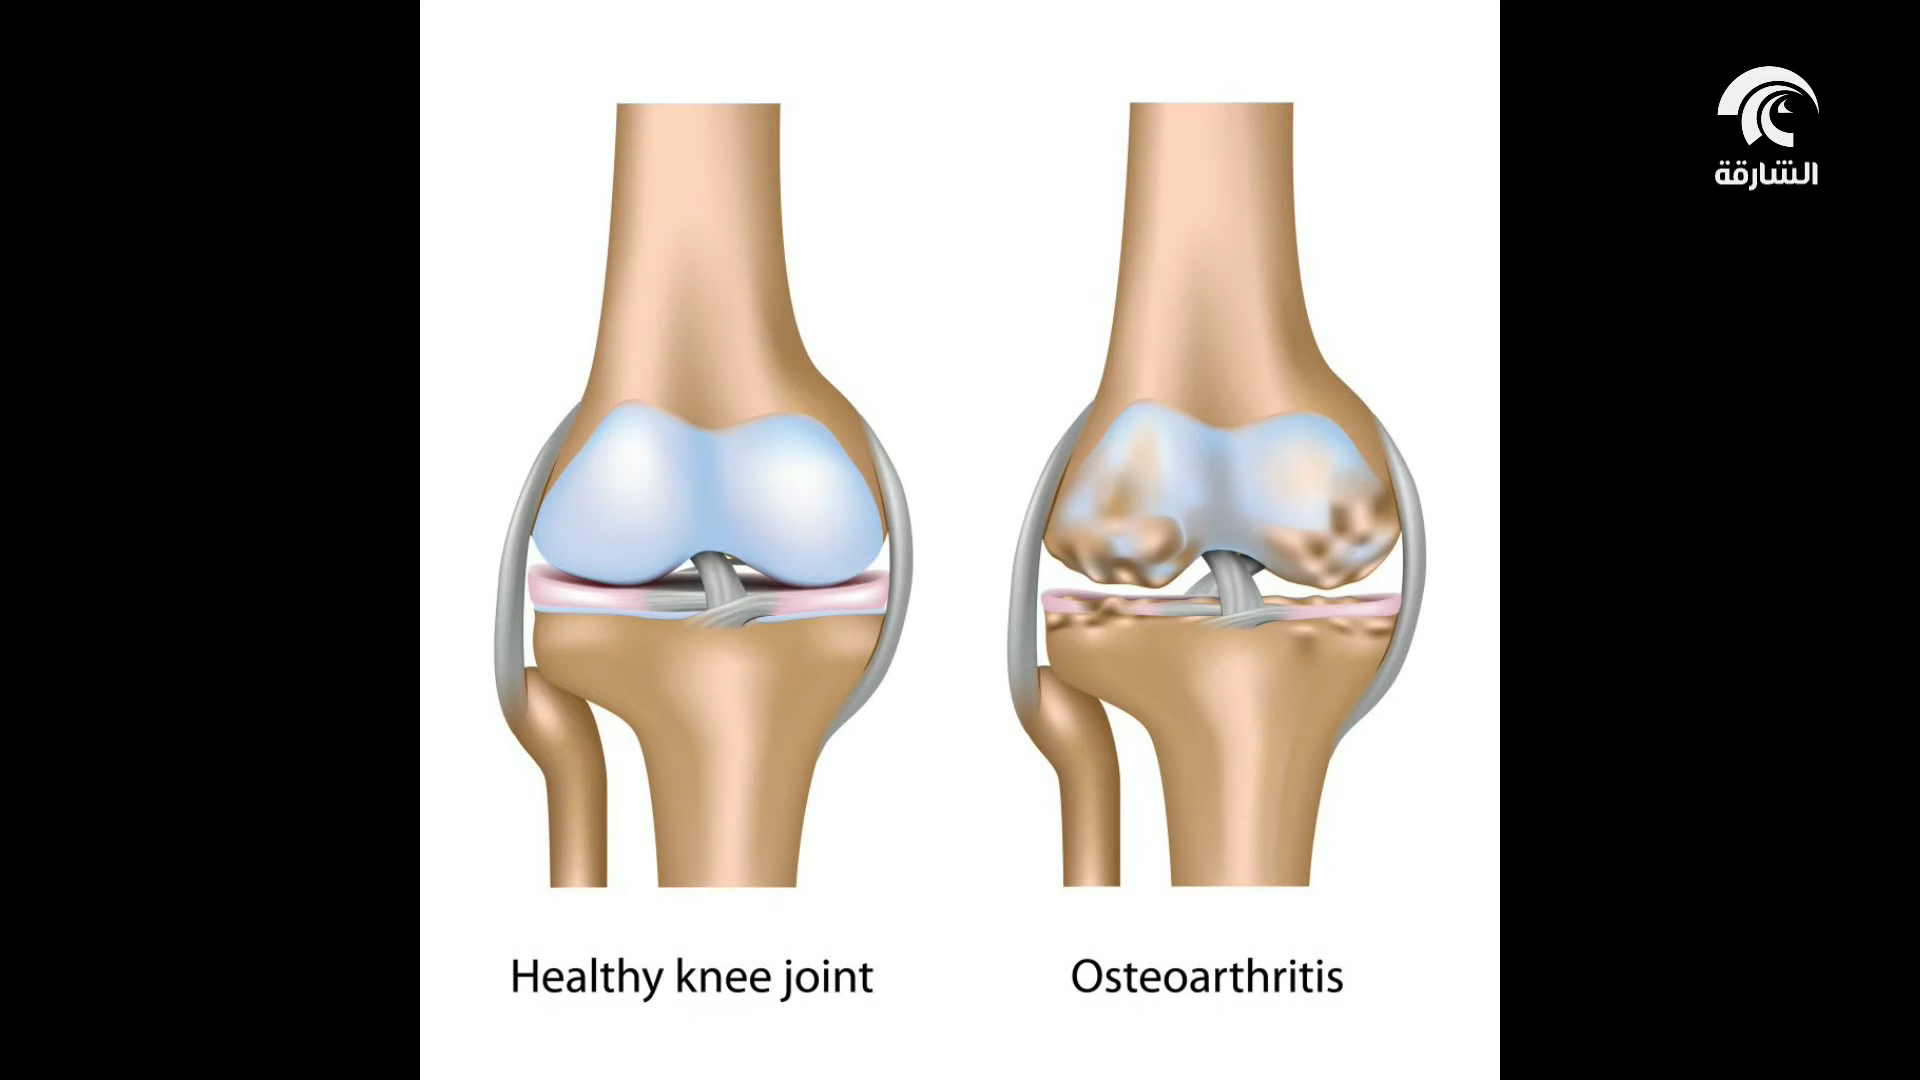 الشارقة
Healthy knee joint
Osteoarthritis